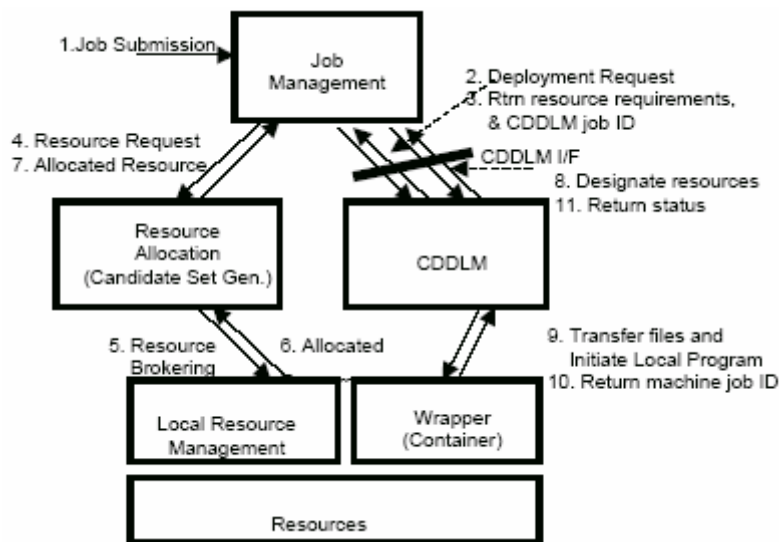 1.Job Submission
Job
Management
2. Deployment Request
3. Rtrn resource requirements,
& CDDLM job ID
4. Resource Request
7. Allocated Resource
CDDLM I/F
8. Designate resources
11. Return status
Resource
Allocation
(Candidate Set Gen.)
CDDLM
5. Resource
Brokering
6. Allocated
9. Transfer files and
Initiate Local Program
10. Return machine job ID
Local Resource
Management
Wrapper
(Container)
Resources